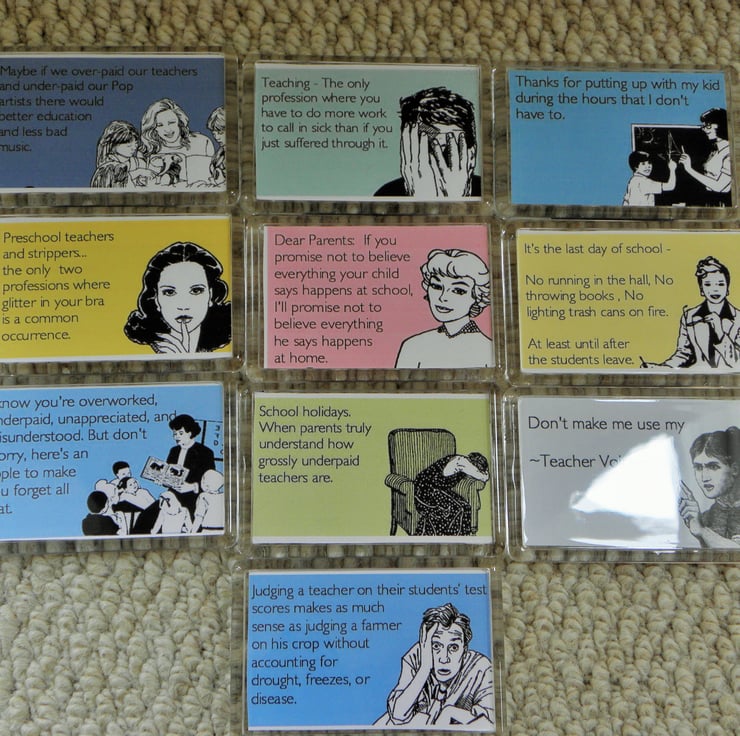 Maybe if we over-paid our teachers
and under-paid our Pop
artists there would
better education
and less bad
music.
Teaching - The only
profession where you
have to do more work
to call in sick than if you
just suffered through it.
Thanks for putting up with my kid
during the hours that I don't
have to.
Preschool teachers
and strippers...
the only two
professions where
glitter in your bra
is a common
occurrence.
Dear Parents: If you
promise not to believe
everything your child
says happens at school,
I'll promise not to
believe everything
he says happens
at home.
It's the last day of school -
No running in the hall, No
throwing books , No
lighting trash cans on fire.
At least until after
the students leave.
you're overworked,
unappreciated, and
But don't
here's an
to make
forget all
School holidays.
When parents truly
understand how
grossly underpaid
teachers are.
Don't make me use my
~Teacher
Judging a teacher on their students' test
scores makes as much
sense as judging a farmer
on his crop without
accounting for
drought, freezes, or
disease.